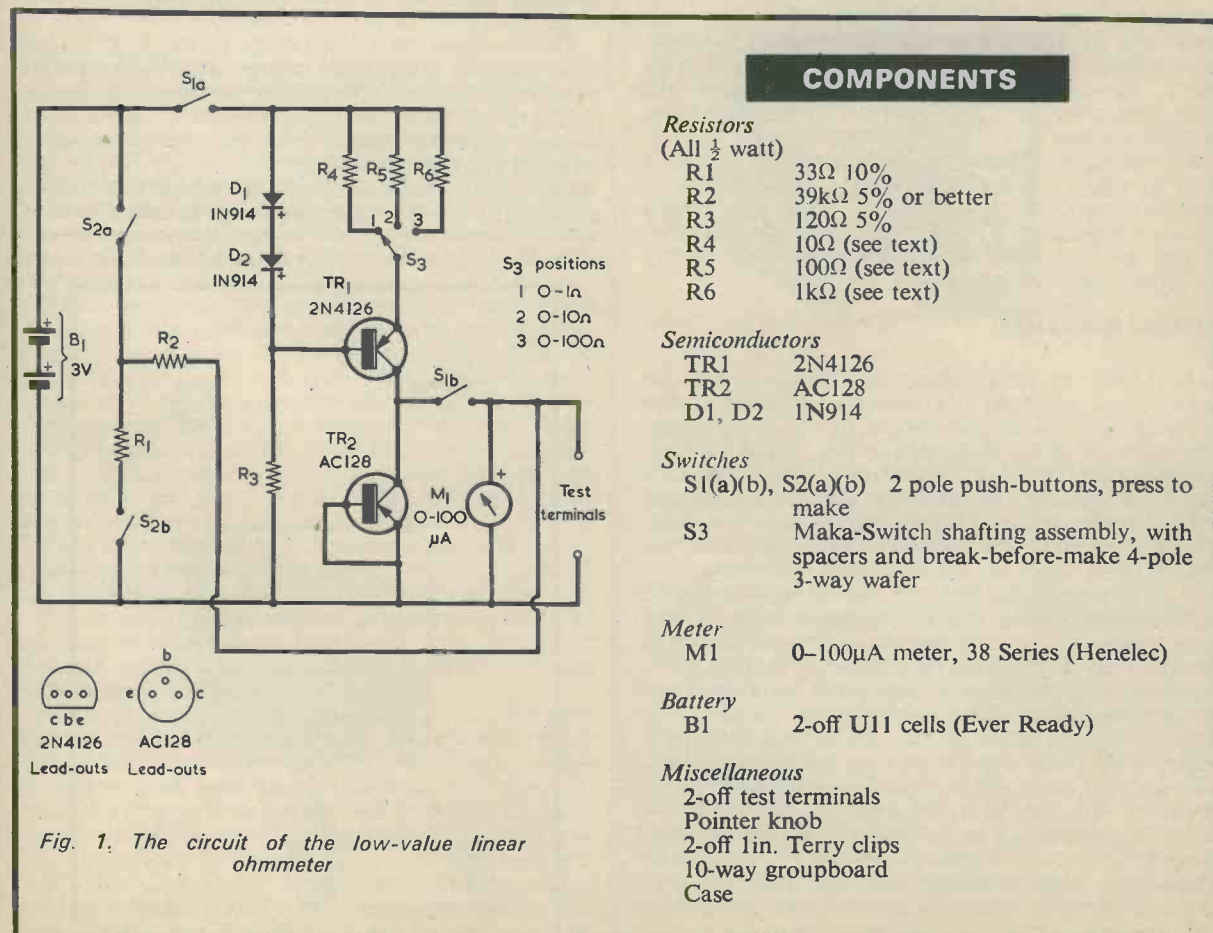 S1a
S2a
D1
1N914
D2
1N914
R4
R5
R6
1 2 3
S3
S3 positions
1 0-1Ω
2 0-10Ω
3 0-100Ω
TR1
2N4126
B1
3V
R2
S1b
R1
TR2
AC128
R3
M1
0-100
μA
Test
terminals
S2b
b
e c
c b e
2N4126 AC128
Lead-outs Lead-outs
Fig. 1. The circuit of the low-value linear
ohmmeter
COMPONENTS
Resistors
(All ½ watt)
R1 33Ω 10%
R2 39kΩ 5% or better
R3 120Ω 5%
R4 10Ω (see text)
R5 100Ω (see text)
R6 1kΩ (see text)
Semiconductors
TR1 2N4126
TR2 AC128
D1, D2 1N914
Switches
S1(a)(b), S2(a)(b) 2 pole push-buttons, press to
make
S3 Maka-Switch shafting assembly, with
spacers and break-before-make 4-pole
3-way wafer
Meter
M1 0–100μA meter, 38 Series (Henelec)
Battery
B1 2-off U11 cells (Ever Ready)
Miscellaneous
2-off test terminals
Pointer knob
2-off 1in. Terry clips
10-way groupboard
Case